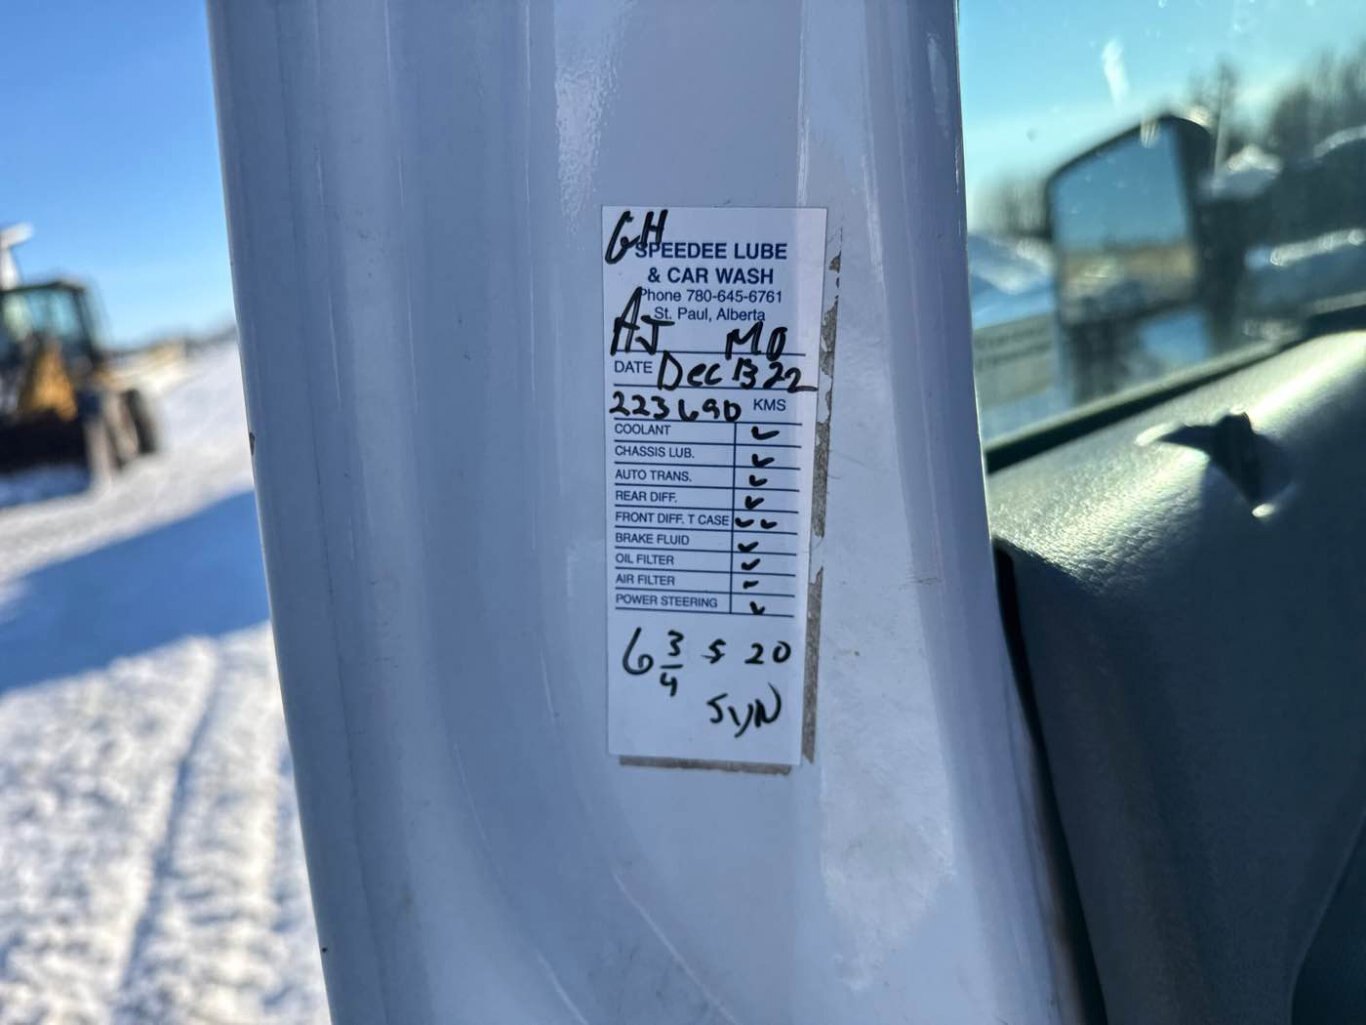 GH
SPEEDEE LUBE
& CAR WASH
Phone 780-645-6761
St. Paul, Alberta
AJ MO
DATE Dec 13 22
223690 KMS
COOLANT ✓
CHASSIS LUB. ✓
AUTO TRANS. ✓
REAR DIFF. ✓
FRONT DIFF. T CASE ✓ ✓
BRAKE FLUID ✓
OIL FILTER ✓
AIR FILTER -
POWER STEERING ✓
6 3/4 5 20
SYN